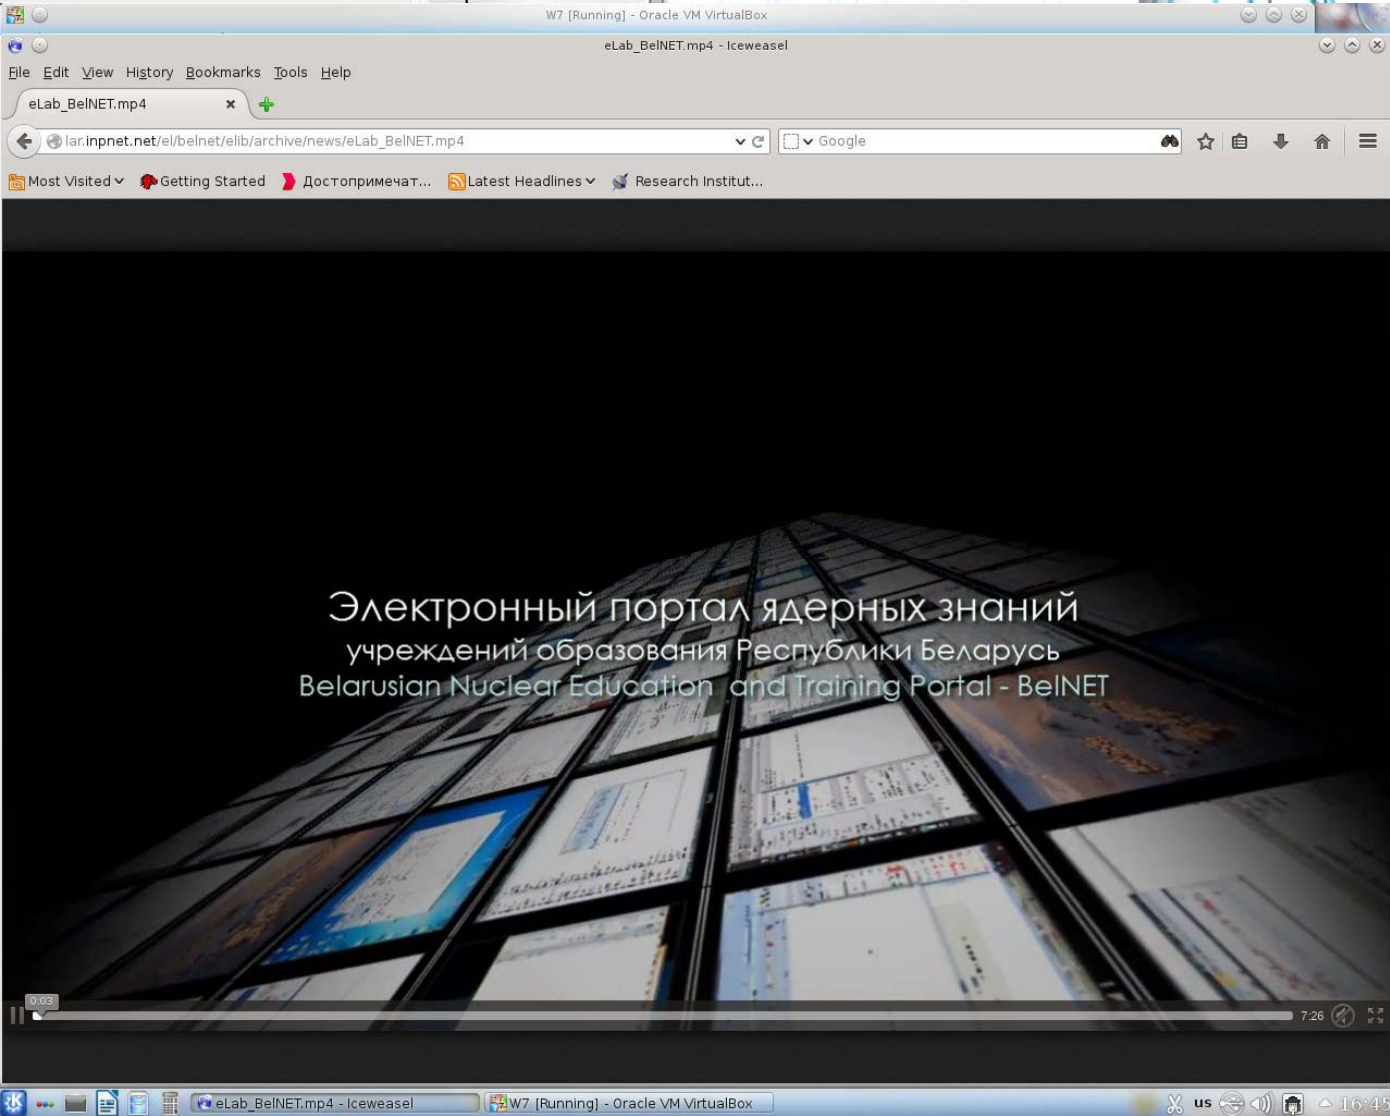 W7 [Running] - Oracle VM VirtualBox
eLab_BelNET.mp4 - Iceweasel
File Edit View History Bookmarks Tools Help
eLab_BelNET.mp4
lar.inpnet.net/el/belnet/elib/archive/news/eLab_BelNET.mp4 Google
Most Visited Getting Started Достопримечат... Latest Headlines Research Institut...
Электронный портал ядерных знаний
учреждений образования Республики Беларусь
Belarusian Nuclear Education and Training Portal - BelNET
0:03
7:26
eLab_BelNET.mp4 - Iceweasel W7 [Running] - Oracle VM VirtualBox us 16:45